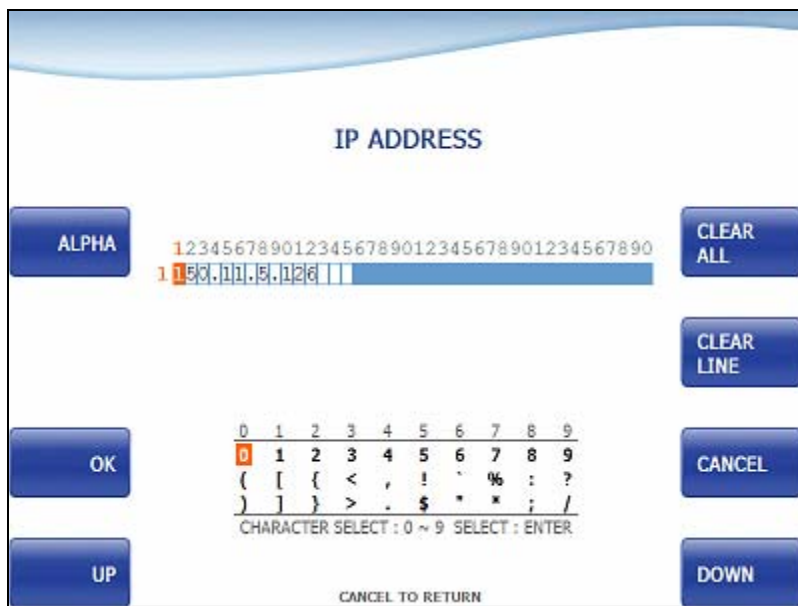 IP ADDRESS
ALPHA
CLEAR ALL
1234567890123456789012345678901234567890
1 150.11.5.126
CLEAR LINE
0 1 2 3 4 5 6 7 8 9
0 1 2 3 4 5 6 7 8 9
( [ { < , ! ` % : ?
) ] } > . $ " * ; /
CHARACTER SELECT : 0 ~ 9 SELECT : ENTER
OK
CANCEL
UP
DOWN
CANCEL TO RETURN